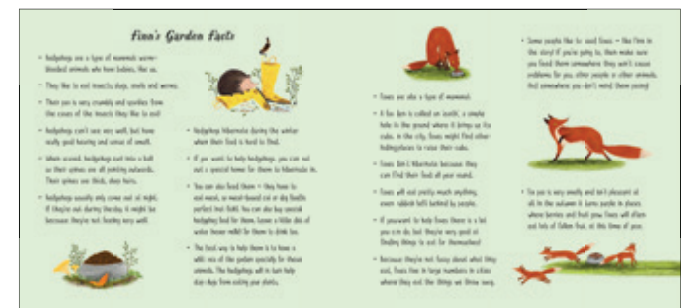 Finn's Garden Facts
Hedgehogs are a type of mammal: warm-
blooded animals who have babies, like us.
They like to eat insects, slugs, snails and worms.
Their poo is very crumbly and sparkles from
the cases of the insects they like to eat!
Hedgehogs can't see very well, but have
really good hearing and sense of smell.
When scared, hedgehogs curl into a ball
so their spines are all pointing outwards.
Their spines are thick, sharp hairs.
Hedgehogs usually only come out at night.
If they're out during the day it might be
because they're not feeling very well.
Hedgehogs hibernate during the winter
when their food is hard to find.
If you want to help hedgehogs, you can put
out a special home for them to hibernate in.
You can also feed them – they have to
eat meat, so meat-based cat or dog food is
perfect (not fish). You can also buy special
hedgehog food for them. Leave a little dish of
water (never milk!) for them to drink too.
The best way to help them is to have a
wild area of the garden specially for these
animals. The hedgehogs will in turn help
stop slugs from eating your plants.
Foxes are also a type of mammal.
A fox den is called an 'earth', a simple
hole in the ground where it brings up its
cubs. In the city, foxes might find other
hiding places to raise their cubs.
Foxes don't hibernate because they
can find their food all year round.
Foxes will eat pretty much anything,
even rubbish left behind by people.
If you want to help foxes there is a lot
you can do, but they're very good at
finding things to eat for themselves!
Because they're not fussy about what they
eat, foxes live in large numbers in cities
where they eat the things we throw away.
Some people like to feed foxes – like Finn in
the story! If you're going to, then make sure
you feed them somewhere they won't cause
problems for you, other people or other animals.
And somewhere you don't mind them pooing!
Fox poo is very smelly and isn't pleasant at
all. In the autumn it turns purple in places
where berries and fruit grow. Foxes will often
eat lots of fallen fruit at this time of year.